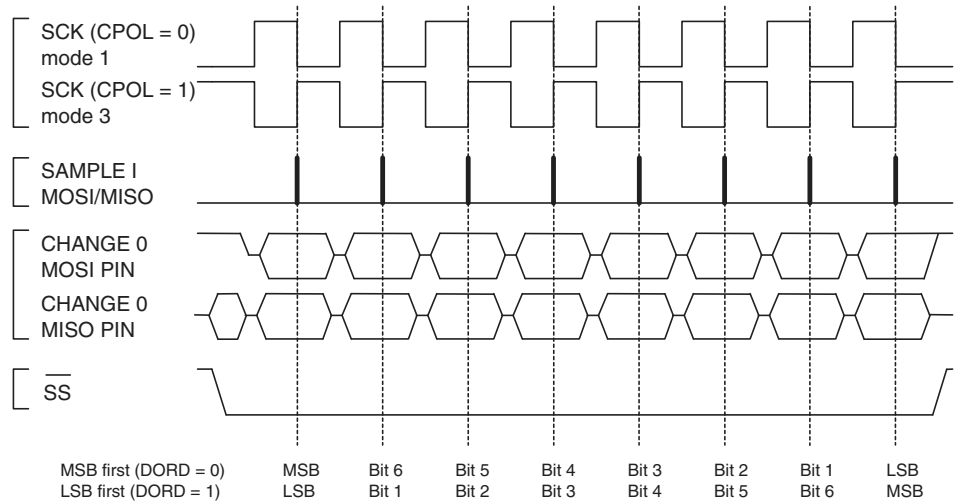 SCK (CPOL = 0)
mode 1
SCK (CPOL = 1)
mode 3
SAMPLE I
MOSI/MISO
CHANGE 0
MOSI PIN
CHANGE 0
MISO PIN
SS
MSB first (DORD = 0) MSB Bit 6 Bit 5 Bit 4 Bit 3 Bit 2 Bit 1 LSB
LSB first (DORD = 1) LSB Bit 1 Bit 2 Bit 3 Bit 4 Bit 5 Bit 6 MSB